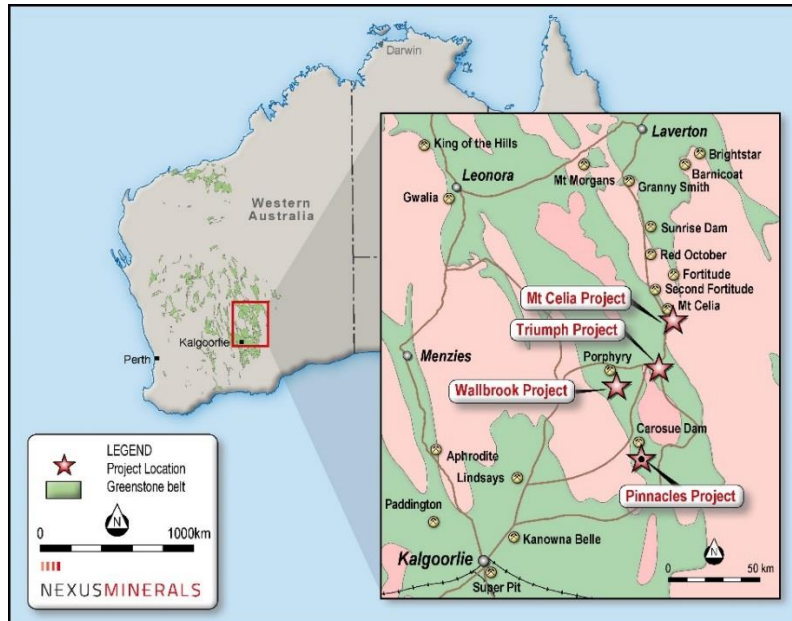 Darwin
Western
Australia
Kalgoorlie
Perth
LEGEND
Project Location
Greenstone belt
N
0 1000km
NEXUSMINERALS
King of the Hills
Laverton
Leonora
Mt Morgans
Brightstar
Barnicoat
Granny Smith
Gwalia
Sunrise Dam
Red October
Fortitude
Second Fortitude
Mt Celia Project
Mt Celia
Triumph Project
Menzies
Porphyry
Wallbrook Project
Carosue Dam
Aphrodite
Lindsays
Pinnacles Project
Paddington
Kanowna Belle
Kalgoorlie
Super Pit
N
0 50 km